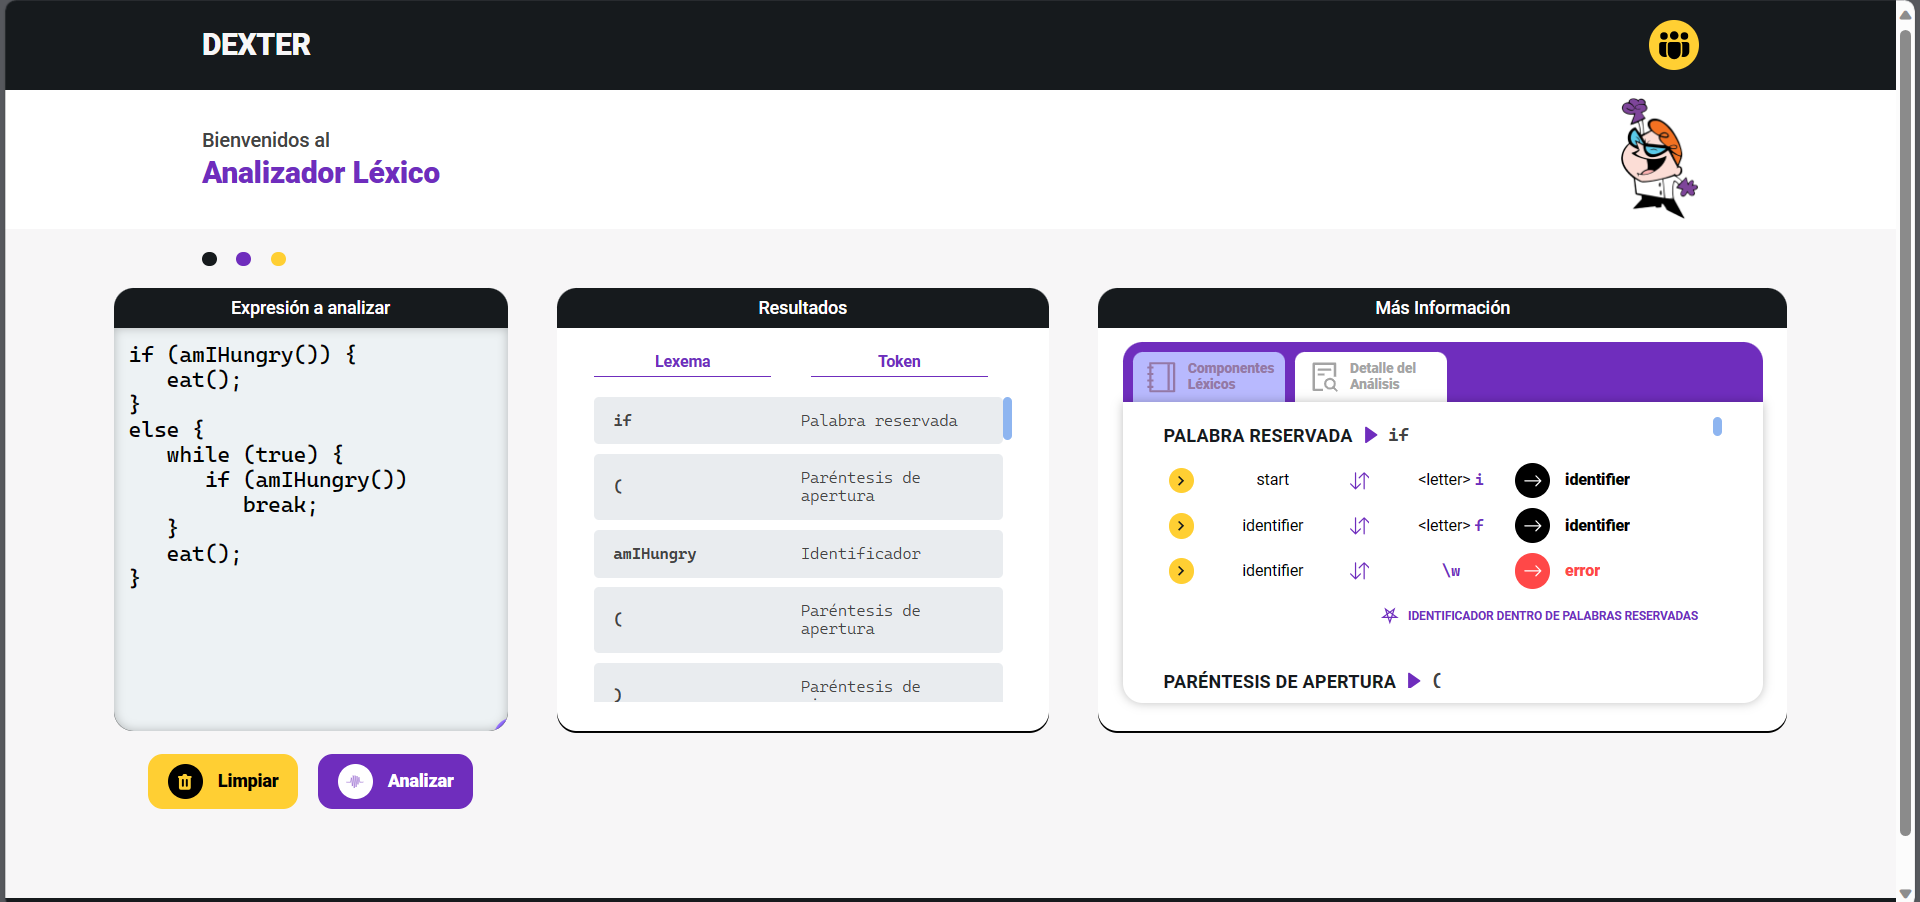 DEXTER
Bienvenidos al
Analizador Léxico
Expresión a analizar
if (amIHungry()) {
   eat();
}
else {
   while (true) {
      if (amIHungry())
         break;
   }
   eat();
}
Limpiar
Analizar
Resultados
Lexema Token
if Palabra reservada
( Paréntesis de
apertura
amIHungry Identificador
( Paréntesis de
apertura
) Paréntesis de
Más Información
Componentes
Léxicos
Detalle del
Análisis
PALABRA RESERVADA if
start <letter> i identifier
identifier <letter> f identifier
identifier \w error
IDENTIFICADOR DENTRO DE PALABRAS RESERVADAS
PARÉNTESIS DE APERTURA (